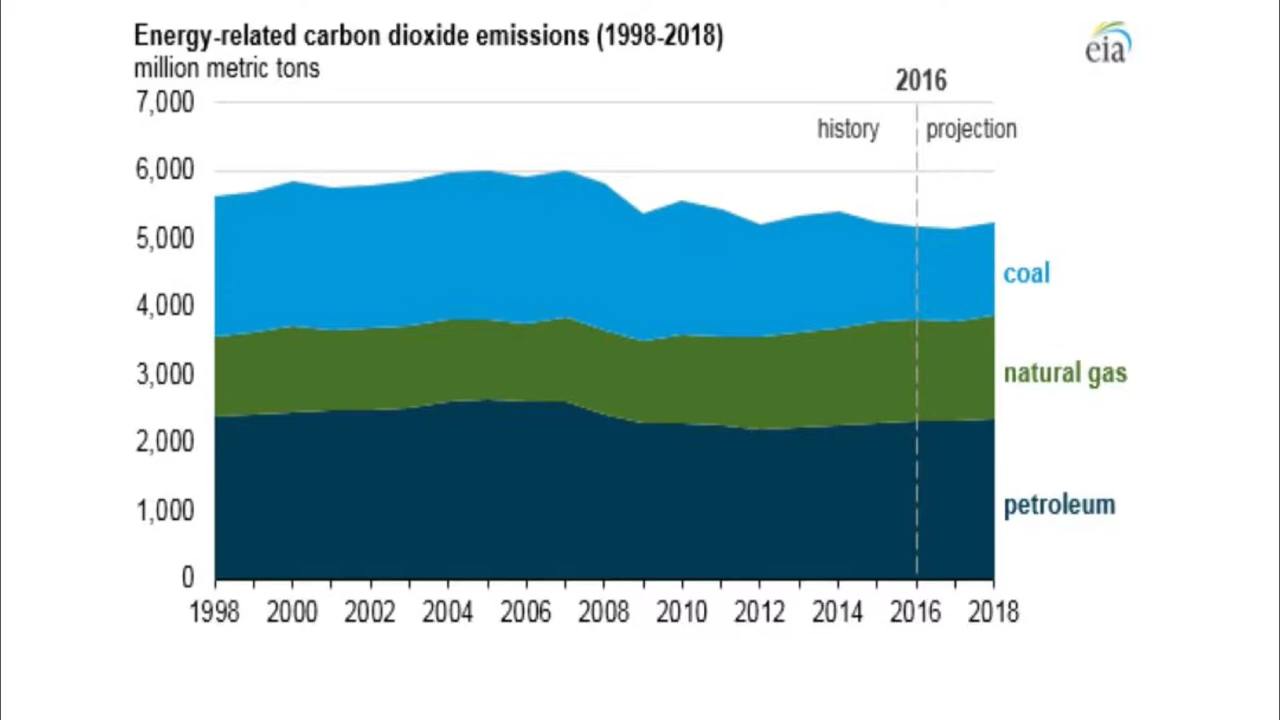 Energy-related carbon dioxide emissions (1998-2018)
million metric tons
eia
2016
7,000
history
projection
6,000
5,000
coal
4,000
natural gas
3,000
2,000
petroleum
1,000
0
1998 2000 2002 2004 2006 2008 2010 2012 2014 2016 2018